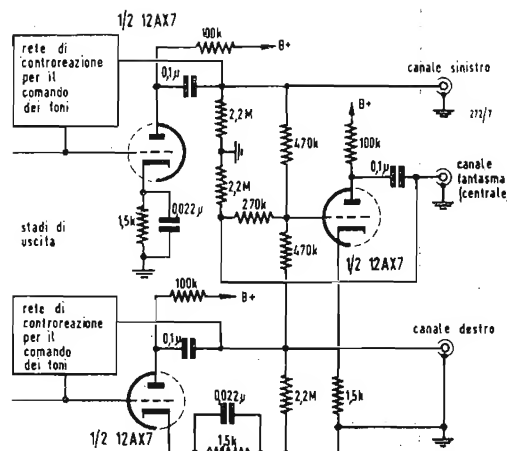 1/2 12AX7
100k
B+
rete di
controreazione
per il
comando
dei toni
0,1µ
canale sinistro
272/7
2,2M
470k
B+
100k
0,1µ
canale
fantasma
(centrale
2,2M
270k
1,5k
0,022µ
stadi di
uscita
470k
1/2 12AX7
100k
B+
rete di
controreazione
per il
comando
dei toni
0,1µ
canale destro
2,2M
1,5k
0,022µ
1,5k
1/2 12AX7